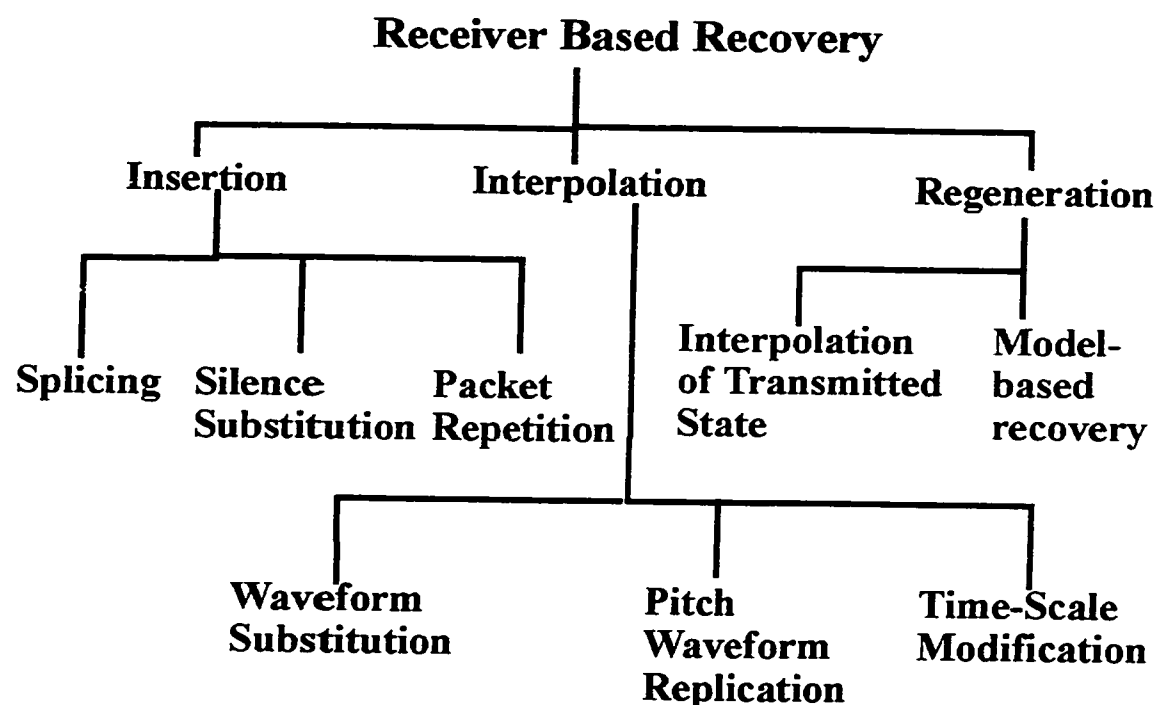 Receiver Based Recovery
Insertion
Interpolation
Regeneration
Splicing
Silence
Substitution
Packet
Repetition
Interpolation
of Transmitted
State
Model-
based
recovery
Waveform
Substitution
Pitch
Waveform
Replication
Time-Scale
Modification